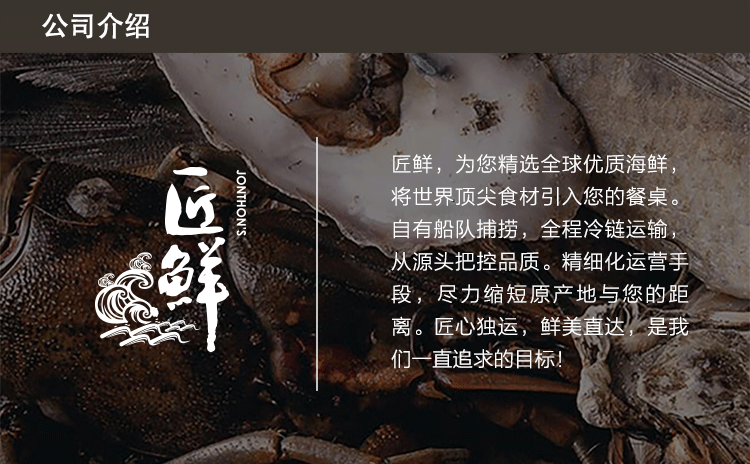 公司介绍
匠鲜
JONTHON'S
匠鲜，为您精选全球优质海鲜，
将世界顶尖食材引入您的餐桌。
自有船队捕捞，全程冷链运输，
从源头把控品质。精细化运营手
段，尽力缩短原产地与您的距
离。匠心独运，鲜美直达，是我
们一直追求的目标！